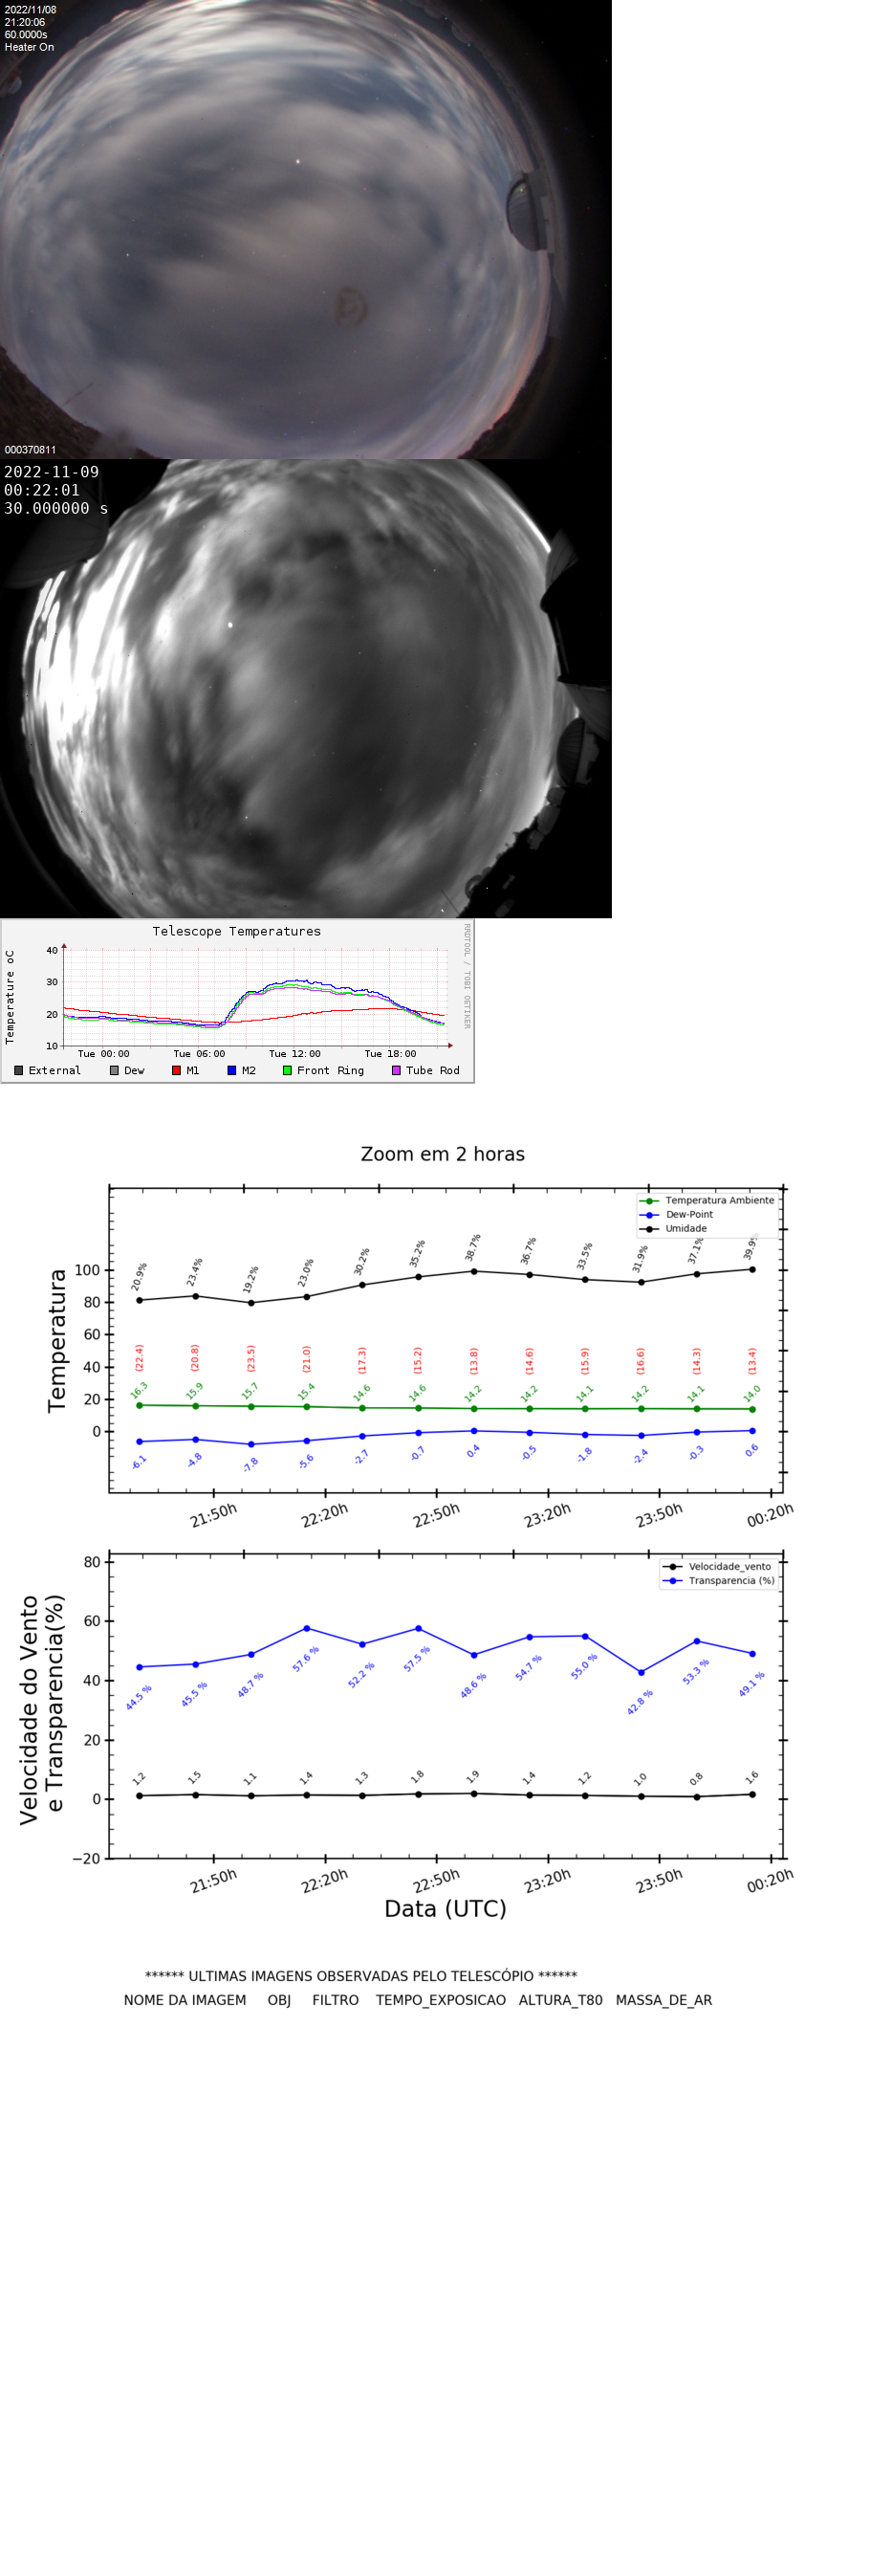 2022/11/08
21:20:06
60.0000s
Heater On
000370811
2022-11-09
00:22:01
30.000000 s
Telescope Temperatures
RRDTOOL / TOBI OETIKER
Temperature oC
40
30
20
10
Tue 00:00 Tue 06:00 Tue 12:00 Tue 18:00
External Dew M1 M2 Front Ring Tube Rod
Zoom em 2 horas
Temperatura Ambiente
Dew-Point
Umidade
Temperatura
100
80
60
40
20
0
20.9% 23.4% 19.2% 23.0% 30.2% 35.2% 38.7% 36.7% 33.5% 31.9% 37.1% 39.9%
(22.4) (20.8) (23.5) (21.0) (17.3) (15.2) (13.8) (14.6) (15.9) (16.6) (14.3) (13.4)
16.3 15.9 15.7 15.4 14.6 14.6 14.2 14.2 14.1 14.2 14.1 14.0
-6.1 -4.8 -7.8 -5.6 -2.7 -0.7 0.4 -0.5 -1.8 -2.4 -0.3 0.6
21:50h 22:20h 22:50h 23:20h 23:50h 00:20h
Velocidade_vento
Transparencia (%)
Velocidade do Vento
e Transparencia(%)
80
60
40
20
0
−20
44.5 % 45.5 % 48.7 % 57.6 % 52.2 % 57.5 % 48.6 % 54.7 % 55.0 % 42.8 % 53.3 % 49.1 %
1.2 1.5 1.1 1.4 1.3 1.8 1.9 1.4 1.2 1.0 0.8 1.6
21:50h 22:20h 22:50h 23:20h 23:50h 00:20h
Data (UTC)
****** ULTIMAS IMAGENS OBSERVADAS PELO TELESCÓPIO ******
NOME DA IMAGEM OBJ FILTRO TEMPO_EXPOSICAO ALTURA_T80 MASSA_DE_AR